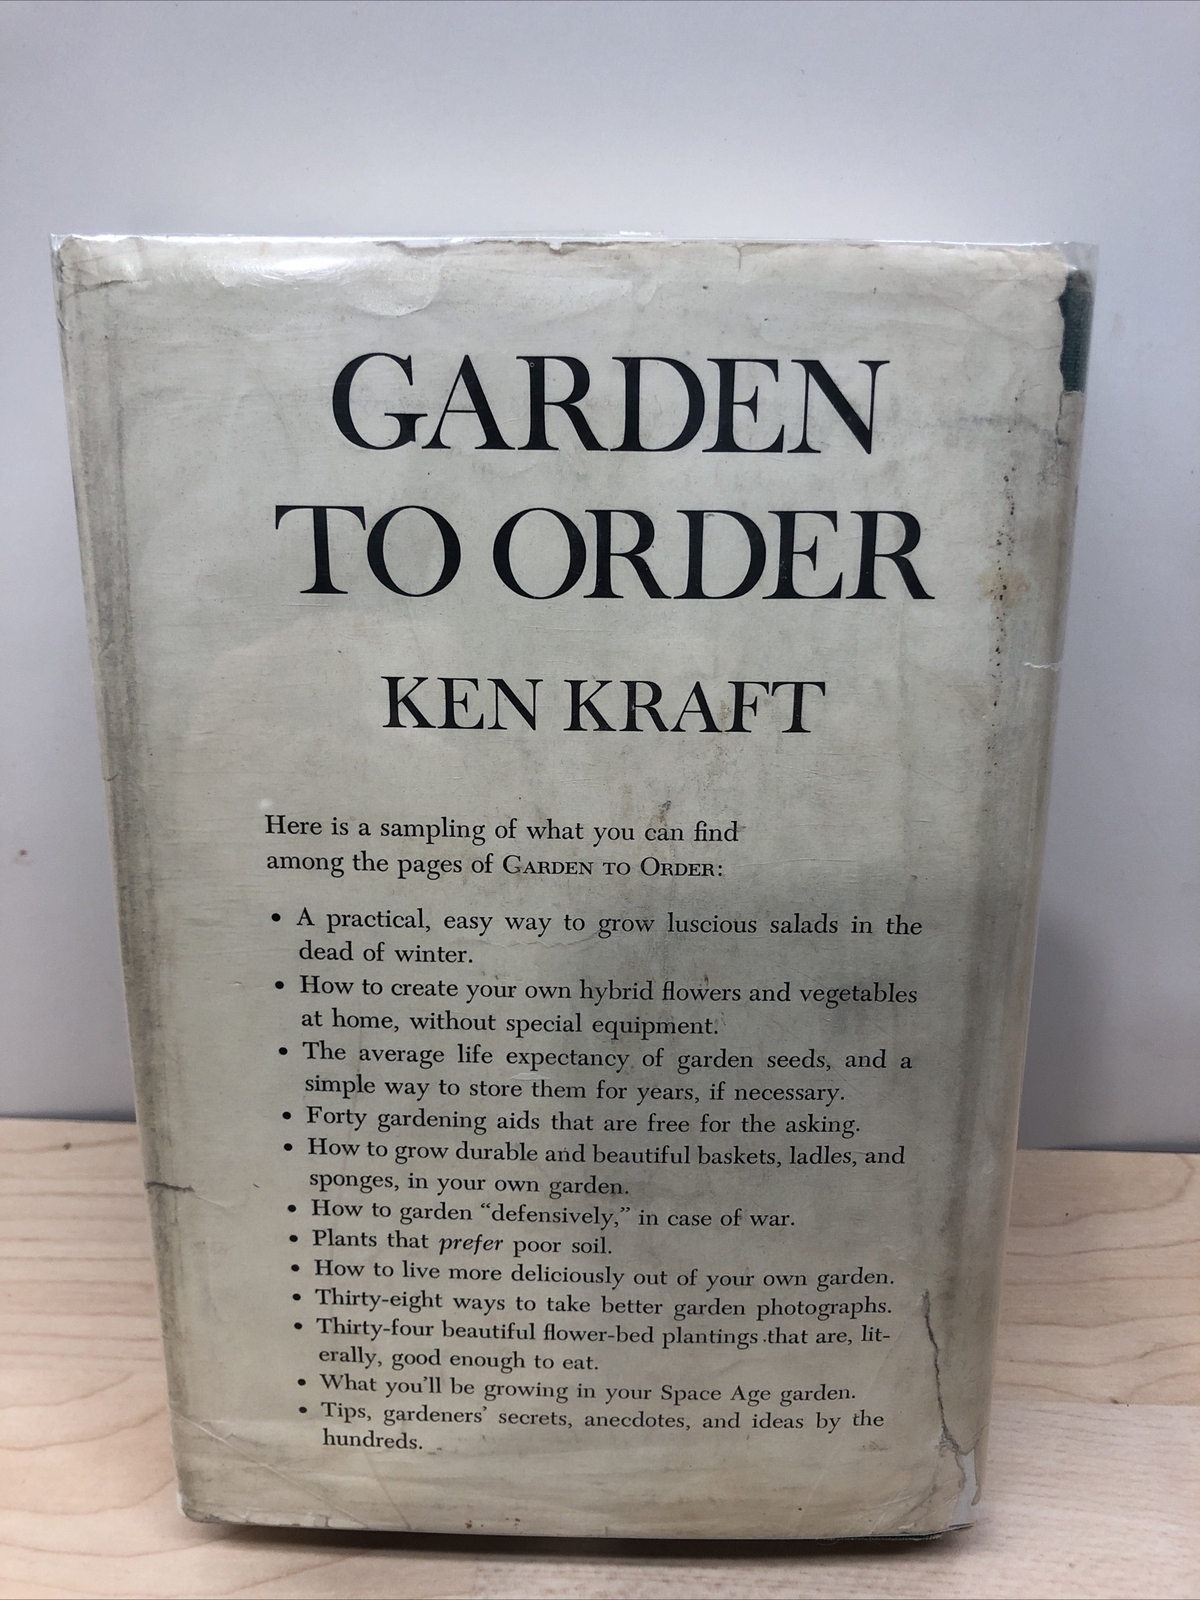 GARDEN
TO ORDER
KEN KRAFT
Here is a sampling of what you can find
among the pages of GARDEN TO ORDER:
• A practical, easy way to grow luscious salads in the
dead of winter.
• How to create your own hybrid flowers and vegetables
at home, without special equipment.
• The average life expectancy of garden seeds, and a
simple way to store them for years, if necessary.
• Forty gardening aids that are free for the asking.
• How to grow durable and beautiful baskets, ladles, and
sponges, in your own garden.
• How to garden “defensively,” in case of war.
• Plants that prefer poor soil.
• How to live more deliciously out of your own garden.
• Thirty-eight ways to take better garden photographs.
• Thirty-four beautiful flower-bed plantings that are, lit-
erally, good enough to eat.
• What you’ll be growing in your Space Age garden.
• Tips, gardeners’ secrets, anecdotes, and ideas by the
hundreds.